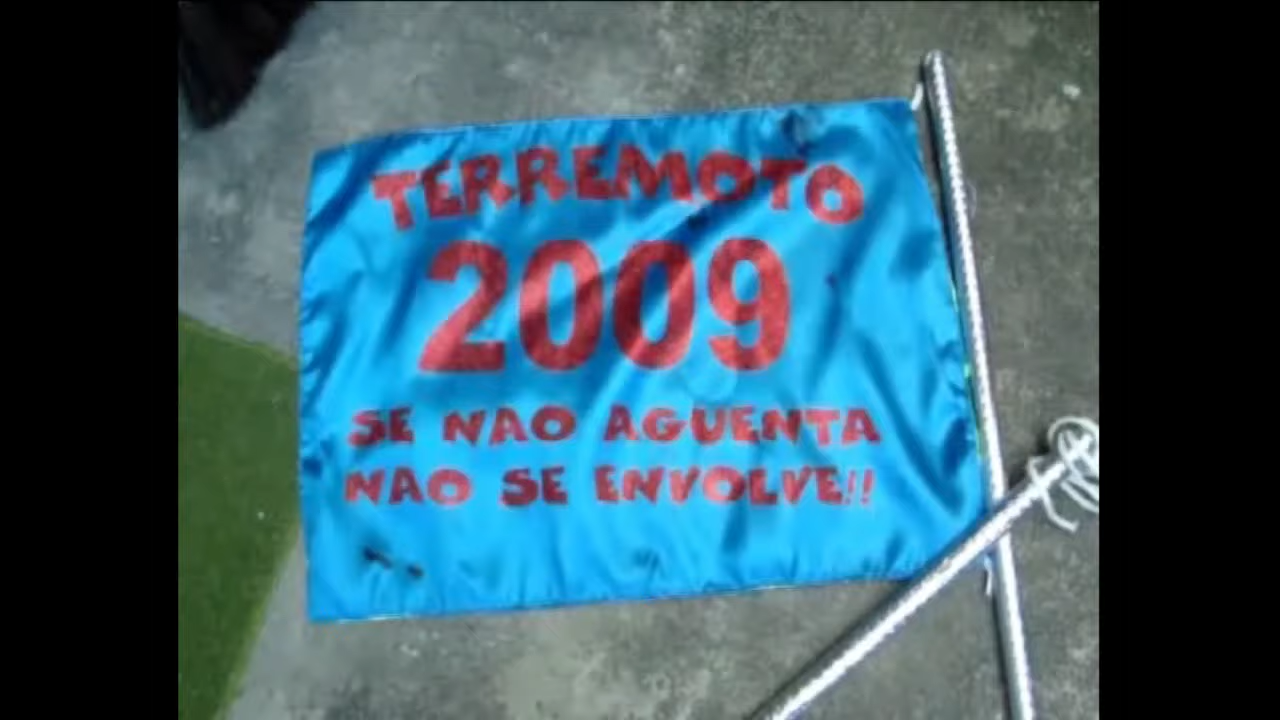 TERREMOTO
2009
SE NAO AGUENTA
NAO SE ENVOLVE!!